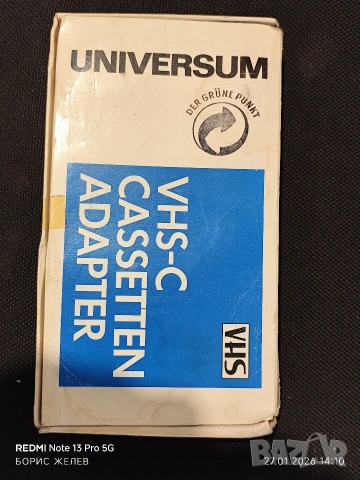 UNIVERSUM
DER GRÜNE PUNKT
VHS-C
CASSETTEN
ADAPTER
VHS
REDMI Note 13 Pro 5G
БОРИС ЖЕЛЕВ
27.01.2026 14:10
BAZAR